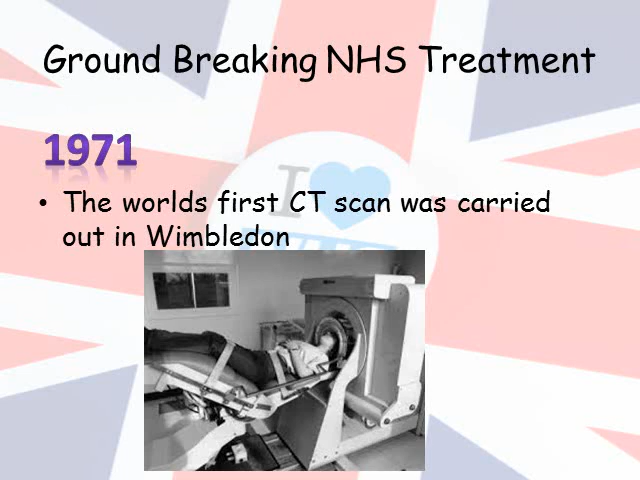 Ground Breaking NHS Treatment
1971
• The worlds first CT scan was carried
out in Wimbledon
I